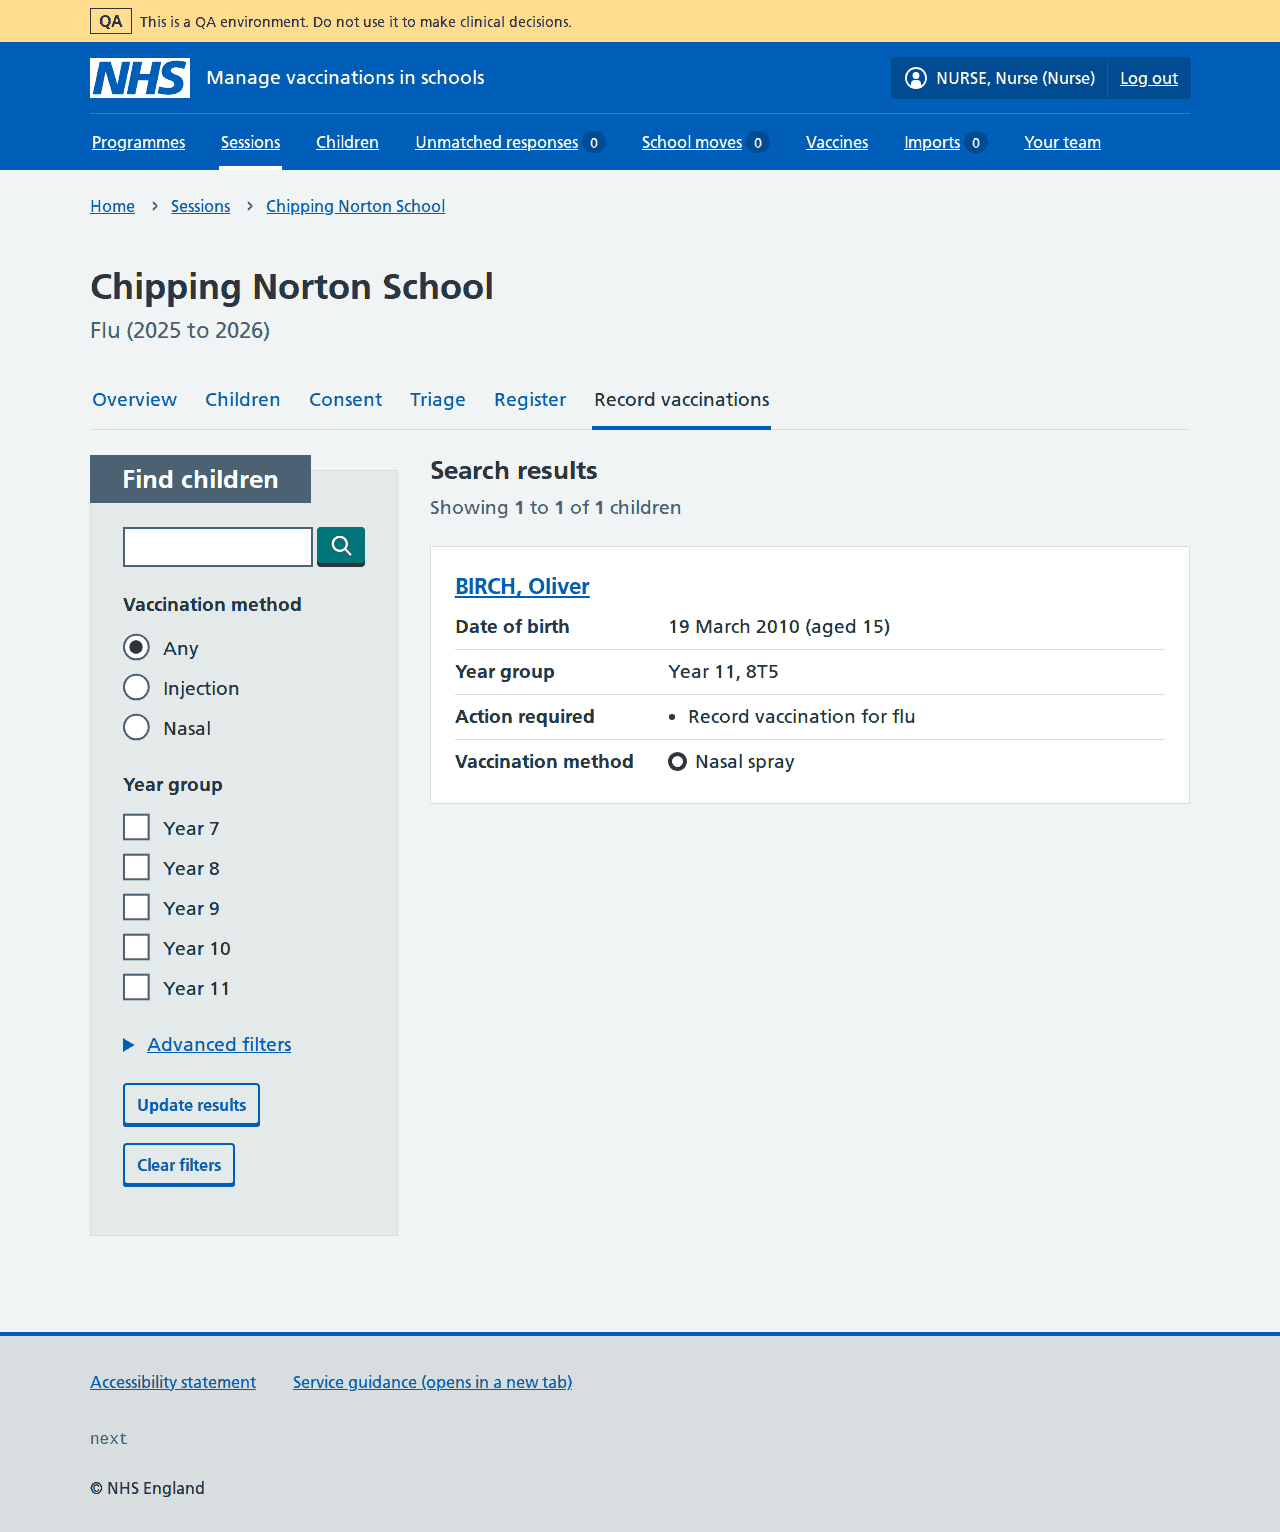 QA This is a QA environment. Do not use it to make clinical decisions.
NHS Manage vaccinations in schools NURSE, Nurse (Nurse) Log out
Programmes Sessions Children Unmatched responses 0 School moves 0 Vaccines Imports 0 Your team
Home Sessions Chipping Norton School
Chipping Norton School
Flu (2025 to 2026)
Overview Children Consent Triage Register Record vaccinations
Find children
Vaccination method
Any
Injection
Nasal
Year group
Year 7
Year 8
Year 9
Year 10
Year 11
Advanced filters
Update results
Clear filters
Search results
Showing 1 to 1 of 1 children
BIRCH, Oliver
Date of birth 19 March 2010 (aged 15)
Year group Year 11, 8T5
Action required • Record vaccination for flu
Vaccination method Nasal spray
Accessibility statement Service guidance (opens in a new tab)
next
© NHS England